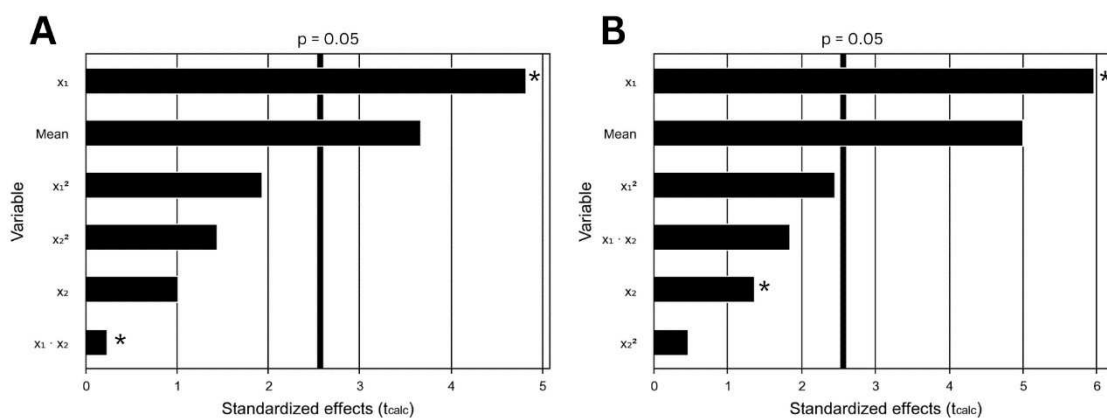 A
p = 0.05
Variable
x₁ *
Mean
x₁²
x₂²
x₂
x₁ · x₂ *
0 1 2 3 4 5
Standardized effects (tcalc)
B
p = 0.05
Variable
x₁ *
Mean
x₁²
x₁ · x₂
x₂ *
x₂²
0 1 2 3 4 5 6
Standardized effects (tcalc)